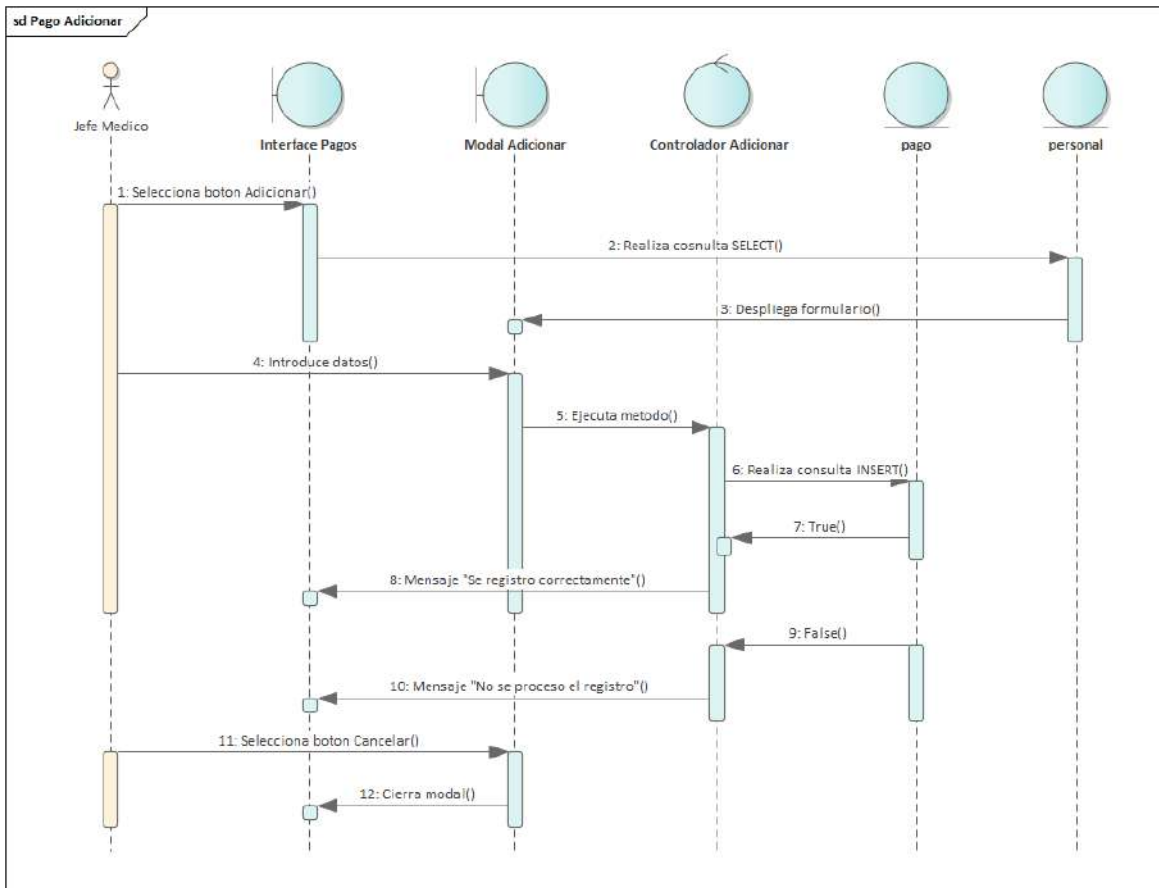 sd Pago Adicionar
Jefe Medico
Interface Pagos
Modal Adicionar
Controlador Adicionar
pago
personal
1: Selecciona boton Adicionar()
2: Realiza cosnulta SELECT()
3: Despliega formulario()
4: Introduce datos()
5: Ejecuta metodo()
6: Realiza consulta INSERT()
7: True()
8: Mensaje "Se registro correctamente"()
9: False()
10: Mensaje "No se proceso el registro"()
11: Selecciona boton Cancelar()
12: Cierra modal()